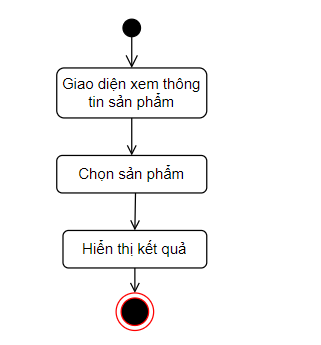 Giao diện xem thông
tin sản phẩm
Chọn sản phẩm
Hiển thị kết quả